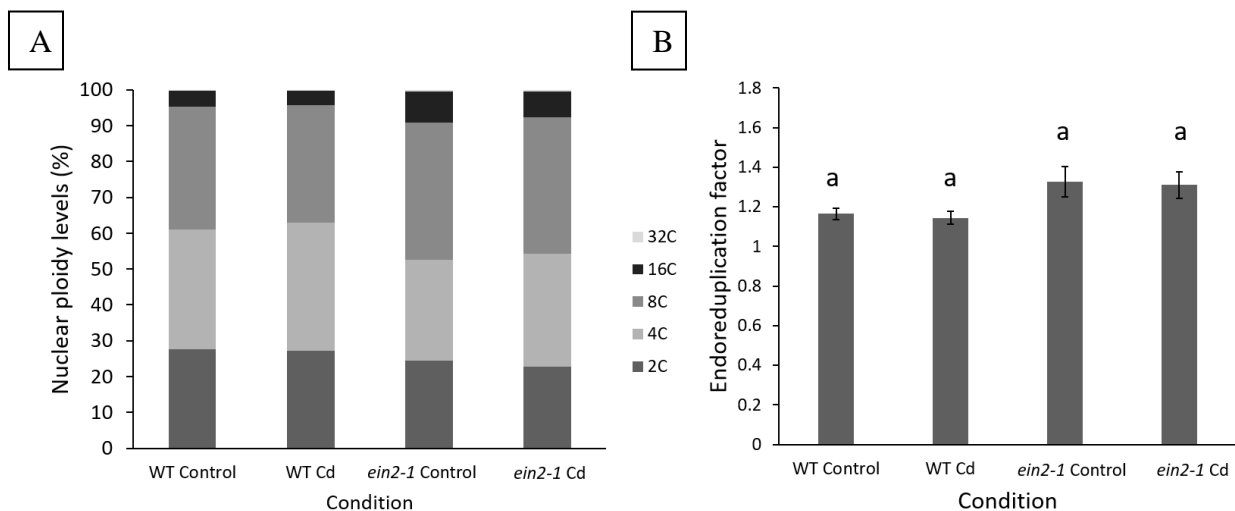 A
Nuclear ploidy levels (%)
100
90
80
70
60
50
40
30
20
10
0
WT Control WT Cd ein2-1 Control ein2-1 Cd
Condition
32C
16C
8C
4C
2C
B
Endoreduplication factor
1.8
1.6
1.4
1.2
1
0.8
0.6
0.4
0.2
0
a a a a
WT Control WT Cd ein2-1 Control ein2-1 Cd
Condition